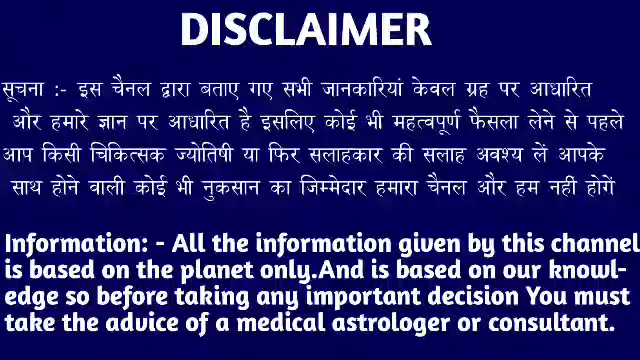 DISCLAIMER
सूचना :- इस चैनल द्वारा बताए गए सभी जानकारियां केवल ग्रह पर आधारित
और हमारे ज्ञान पर आधारित है इसलिए कोई भी महत्वपूर्ण फैसला लेने से पहले
आप किसी चिकित्सक ज्योतिषी या फिर सलाहकार की सलाह अवश्य लें आपके
साथ होने वाली कोई भी नुकसान का जिम्मेदार हमारा चैनल और हम नहीं होगें
Information: - All the information given by this channel
is based on the planet only.And is based on our knowl-
edge so before taking any important decision You must
take the advice of a medical astrologer or consultant.